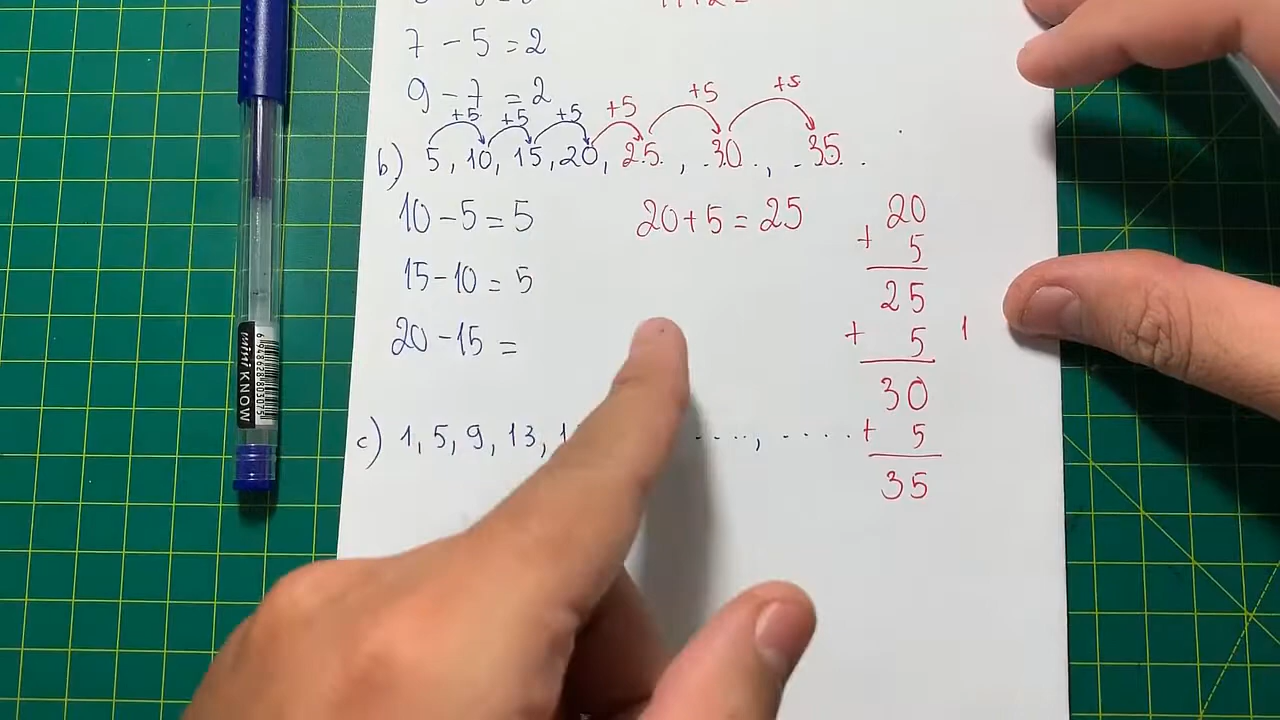 7 - 5 = 2
9 - 7 = 2
+5 +5 +5 +5 +5 +5
b) 5, 10, 15, 20, 25, 30, 35.
10 - 5 = 5
20 + 5 = 25
15 - 10 = 5
20 - 15 =
20
+ 5
25
+ 5 1
30
+ 5
35
c) 1, 5, 9, 13, ...., ....
mini KNOW
6948628803075